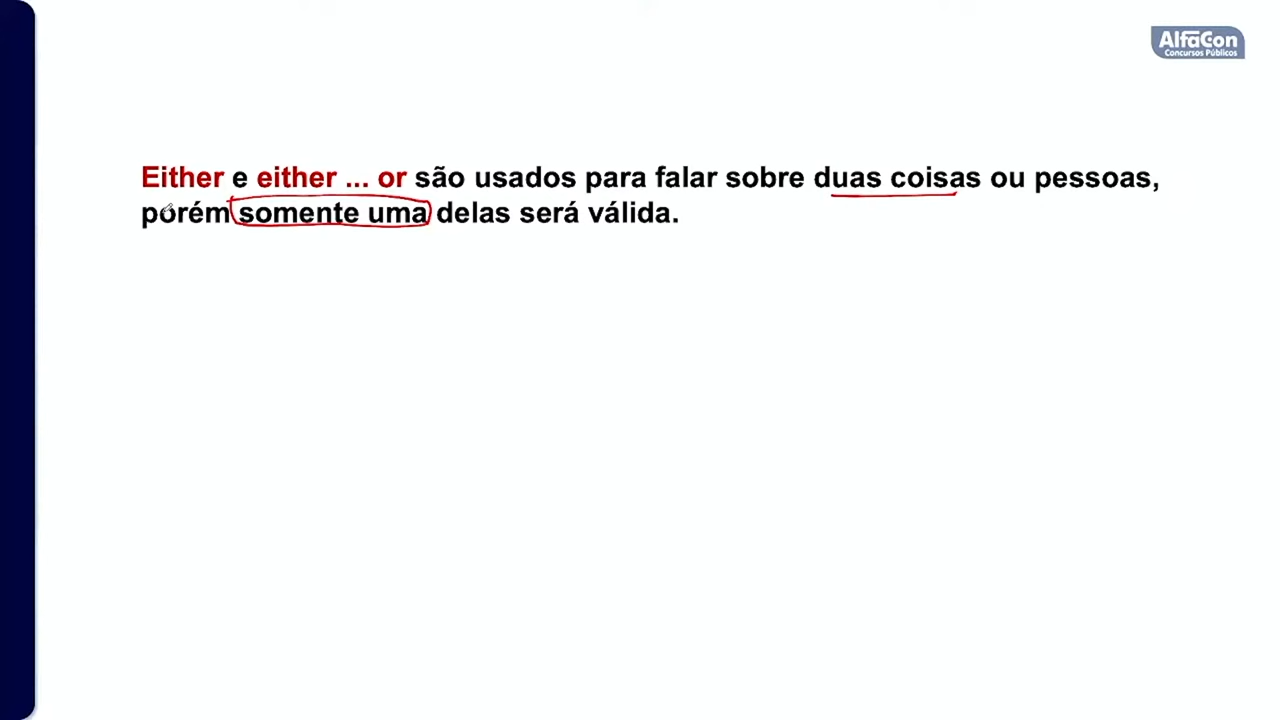 AlfaCon
Concursos Públicos
Either e either ... or são usados para falar sobre duas coisas ou pessoas,
porém somente uma delas será válida.